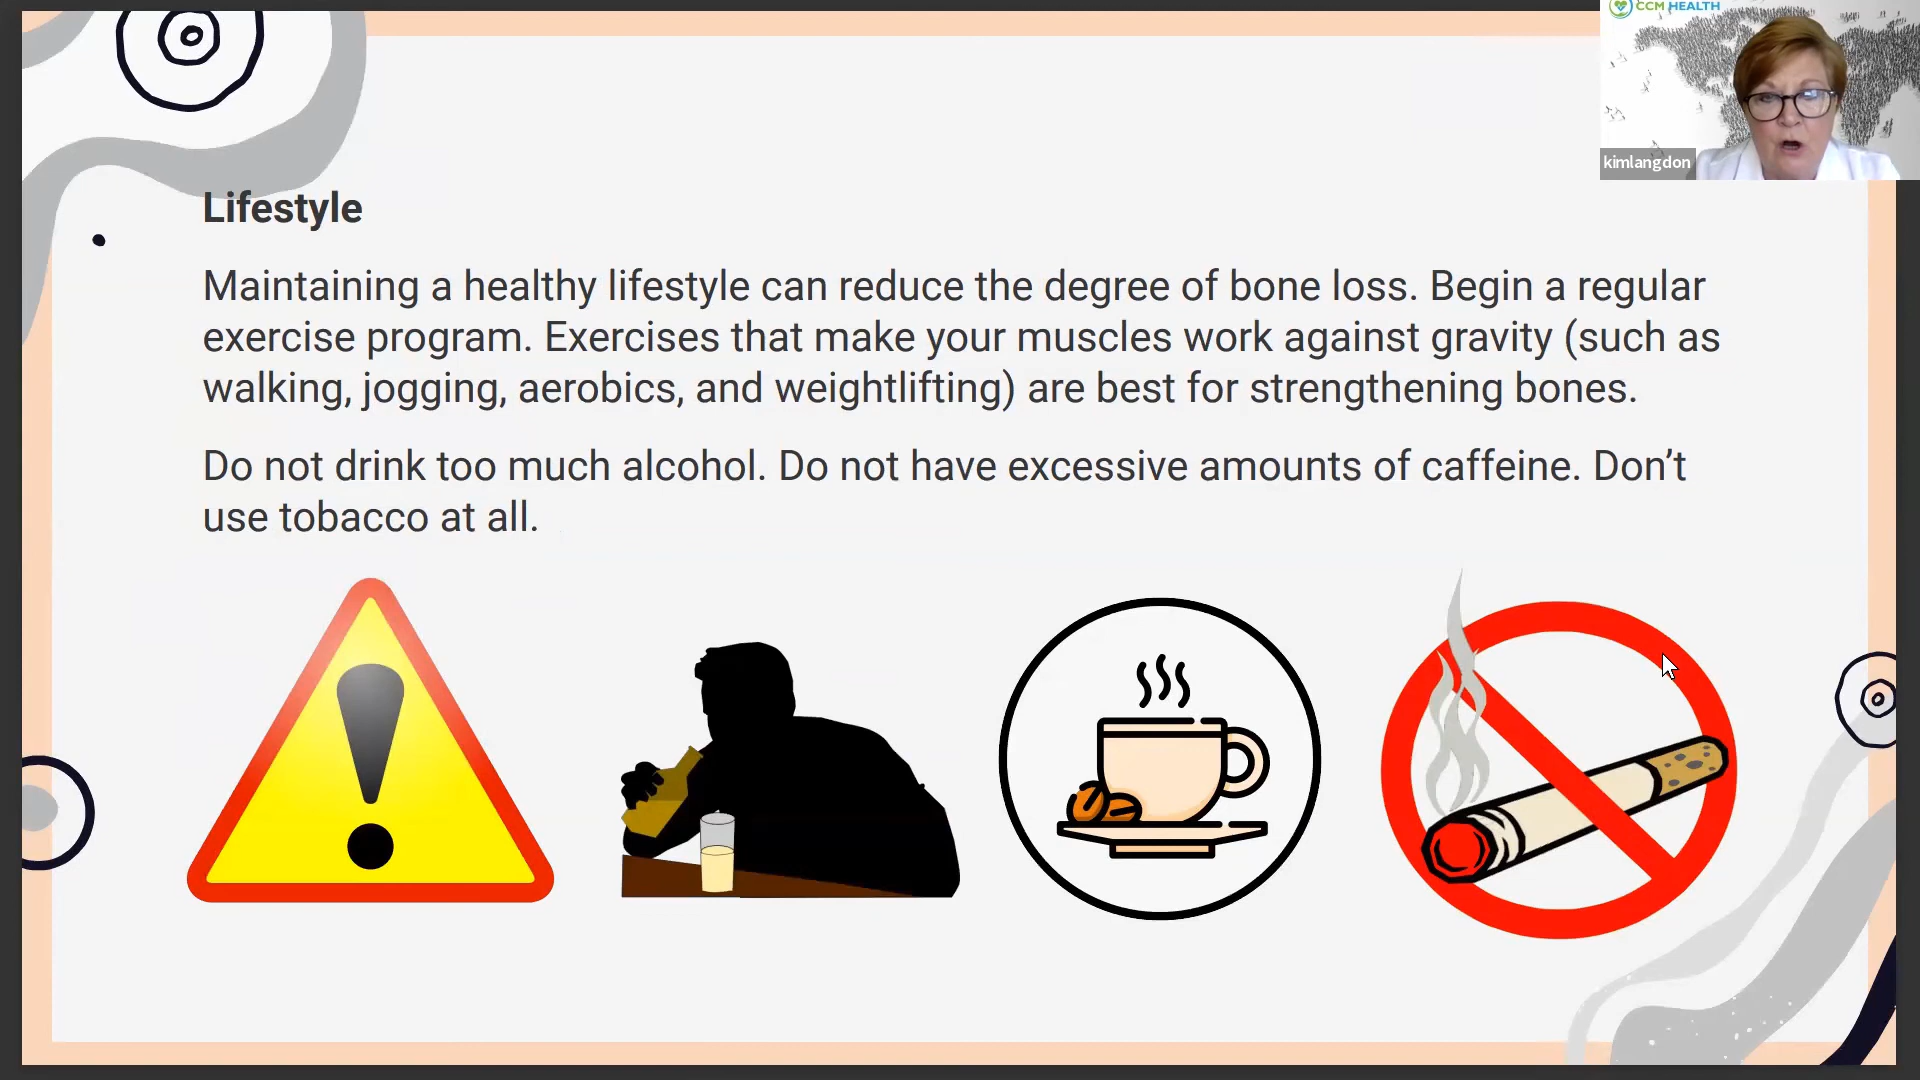 CCM HEALTH
kimlangdon
Lifestyle
Maintaining a healthy lifestyle can reduce the degree of bone loss. Begin a regular
exercise program. Exercises that make your muscles work against gravity (such as
walking, jogging, aerobics, and weightlifting) are best for strengthening bones.
Do not drink too much alcohol. Do not have excessive amounts of caffeine. Don’t
use tobacco at all.